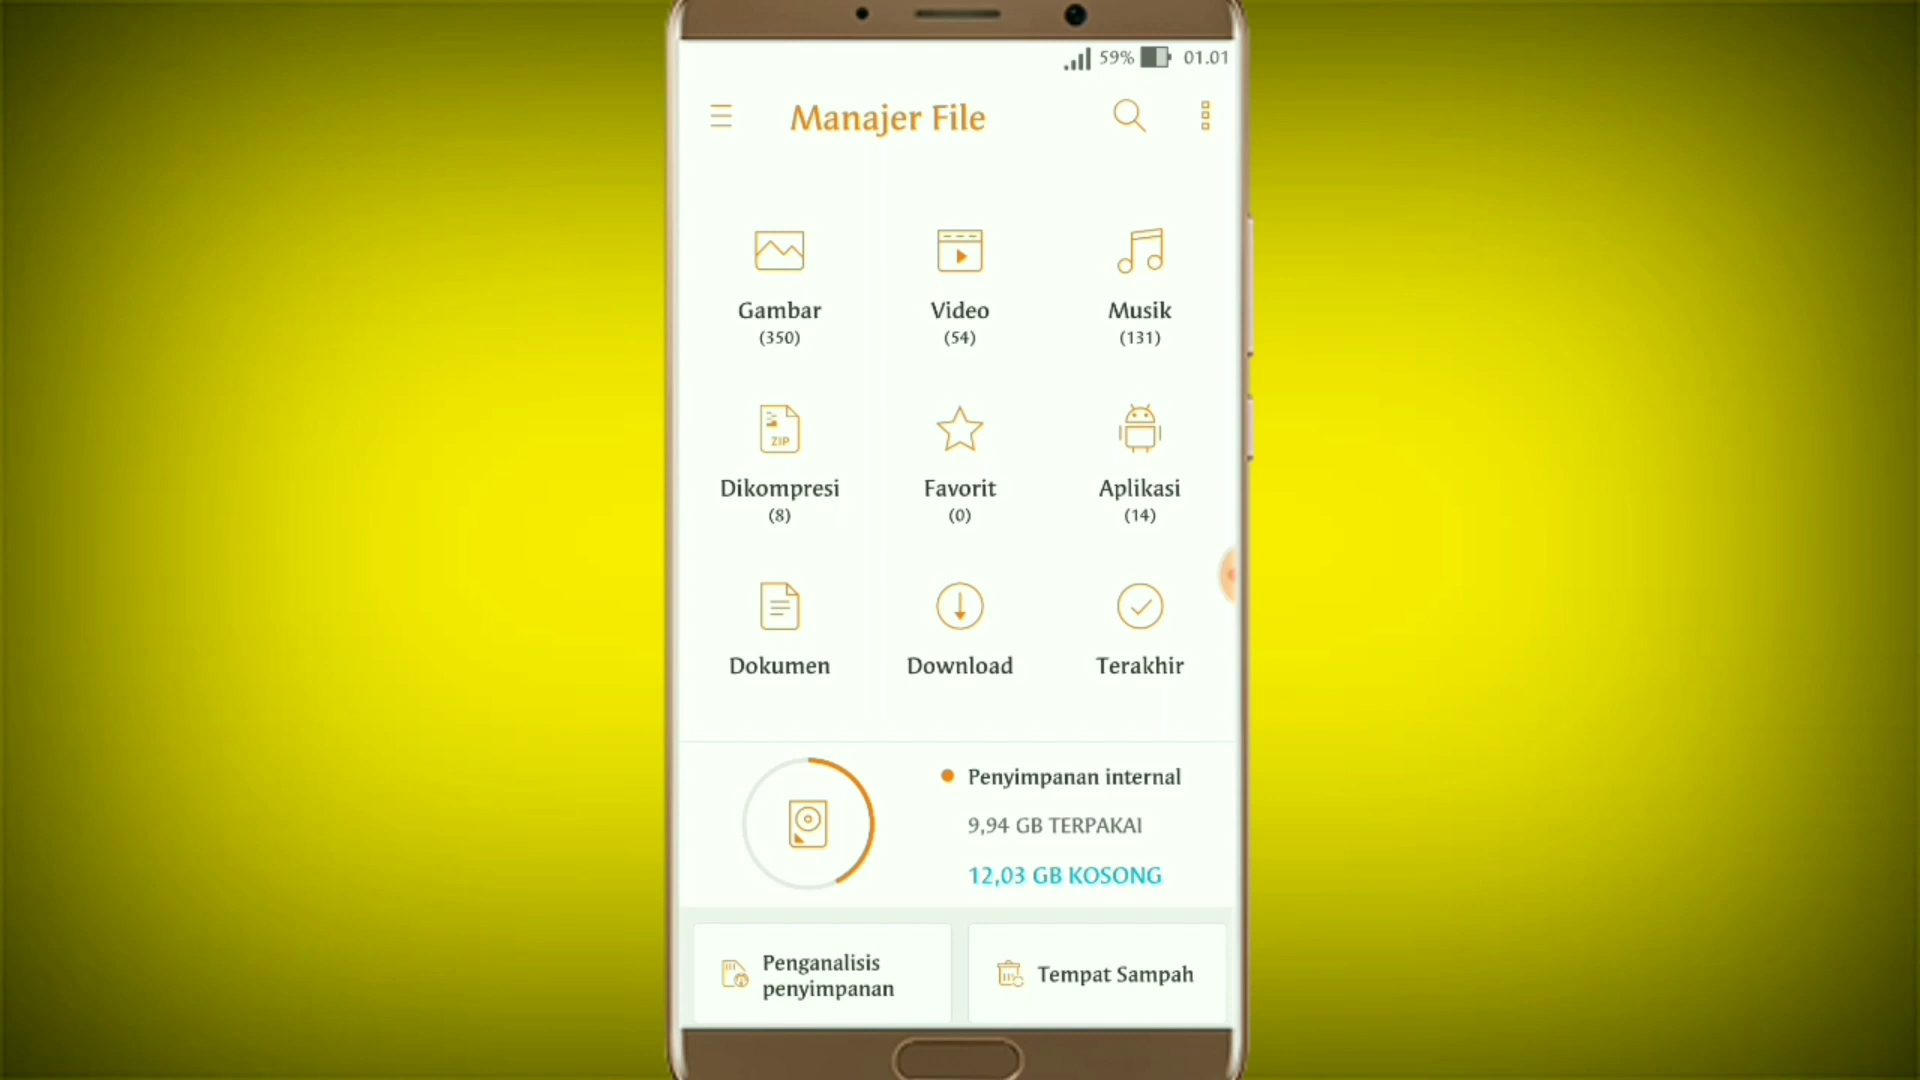 59% 01.01
Manajer File
Gambar
(350)
Video
(54)
Musik
(131)
ZIP
Dikompresi
(8)
Favorit
(0)
Aplikasi
(14)
Dokumen
Download
Terakhir
Penyimpanan internal
9,94 GB TERPAKAI
12,03 GB KOSONG
Penganalisis
penyimpanan
Tempat Sampah